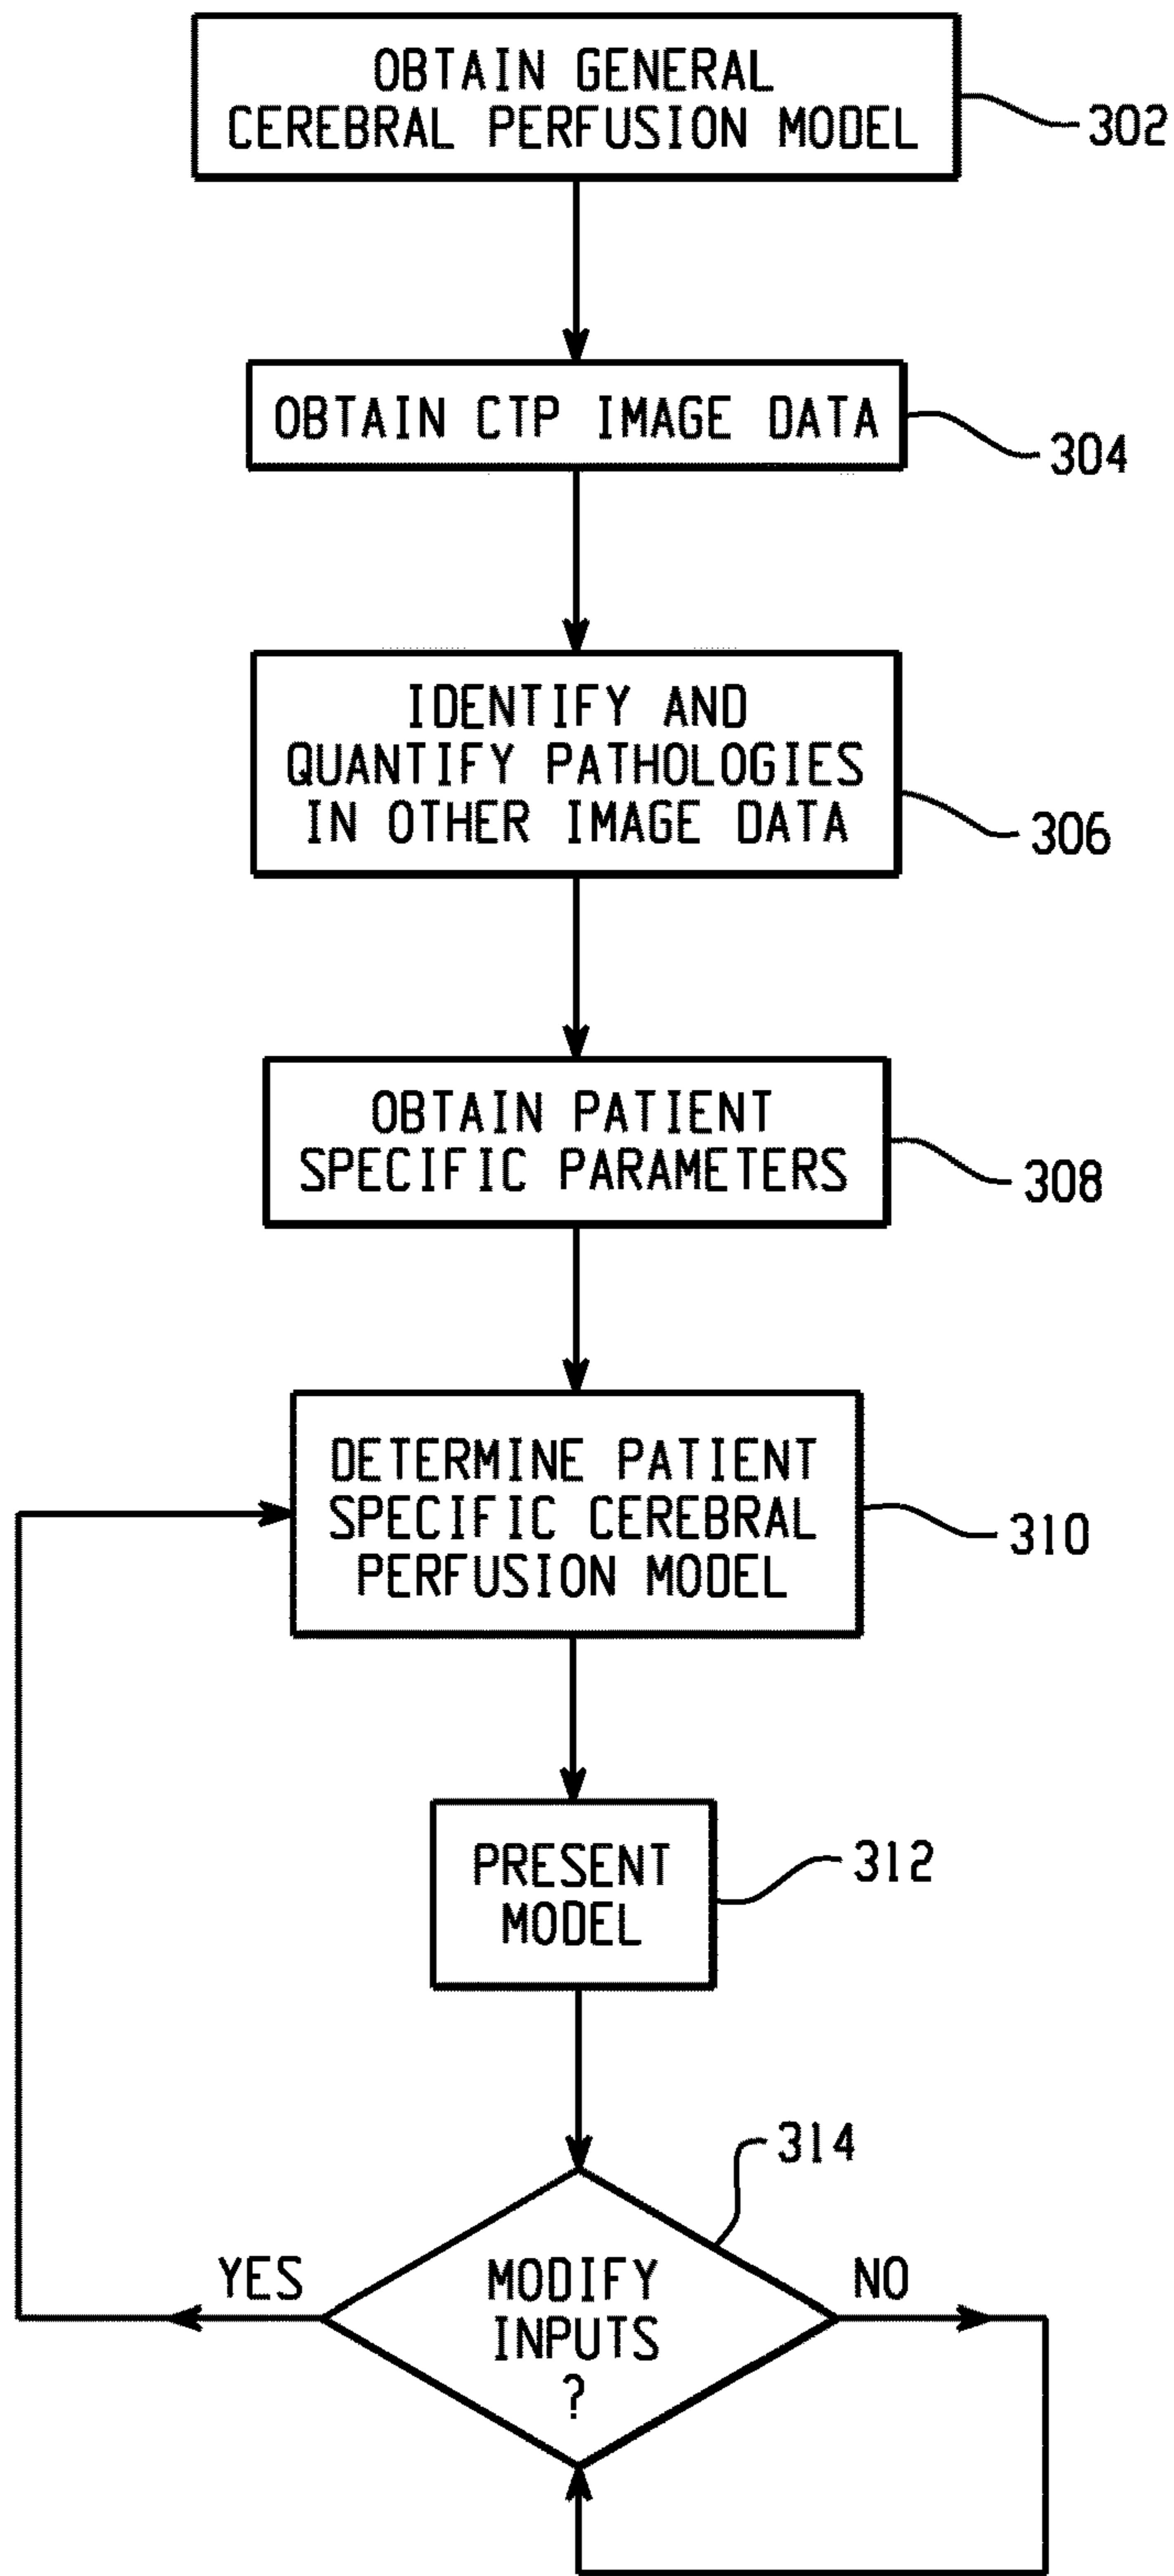 OBTAIN GENERAL
CEREBRAL PERFUSION MODEL
302
OBTAIN CTP IMAGE DATA
304
IDENTIFY AND
QUANTIFY PATHOLOGIES
IN OTHER IMAGE DATA
306
OBTAIN PATIENT
SPECIFIC PARAMETERS
308
DETERMINE PATIENT
SPECIFIC CEREBRAL
PERFUSION MODEL
310
PRESENT
MODEL
312
314
YES
MODIFY
INPUTS
?
NO